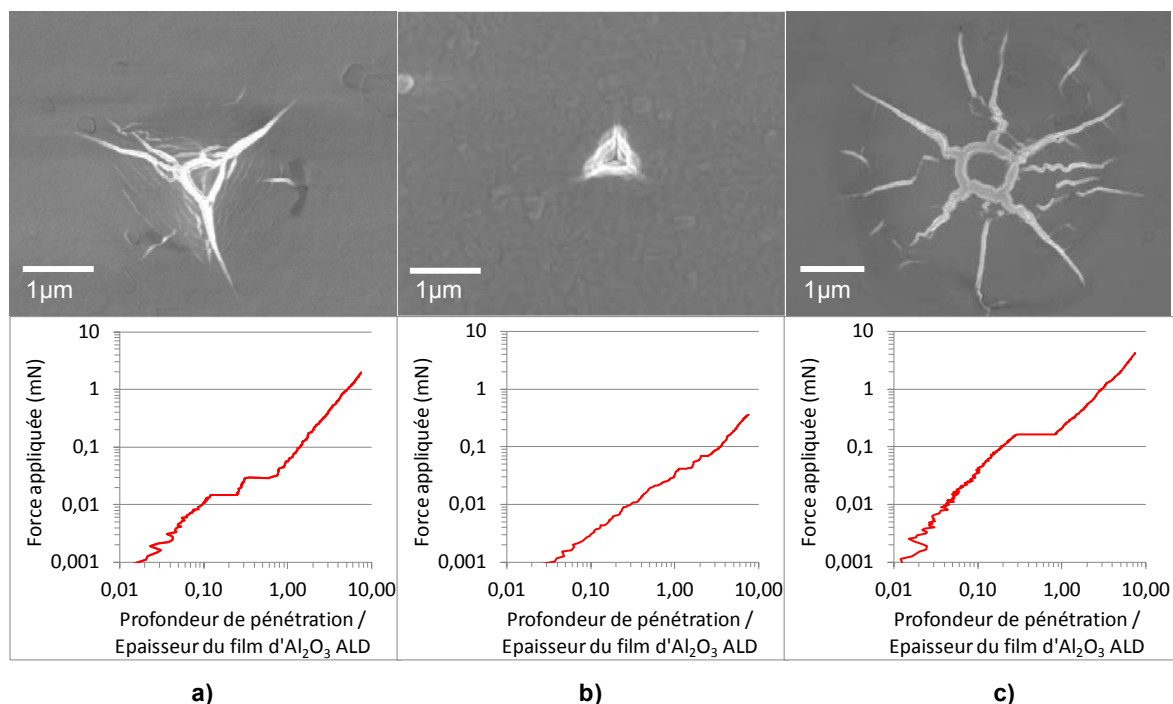 1µm
1µm
1µm
Force appliquée (mN)
10
1
0,1
0,01
0,001
0,01 0,10 1,00 10,00
Profondeur de pénétration /
Epaisseur du film d'Al₂O₃ ALD
Force appliquée (mN)
10
1
0,1
0,01
0,001
0,01 0,10 1,00 10,00
Profondeur de pénétration /
Epaisseur du film d'Al₂O₃ ALD
Force appliquée (mN)
10
1
0,1
0,01
0,001
0,01 0,10 1,00 10,00
Profondeur de pénétration /
Epaisseur du film d'Al₂O₃ ALD
a)
b)
c)